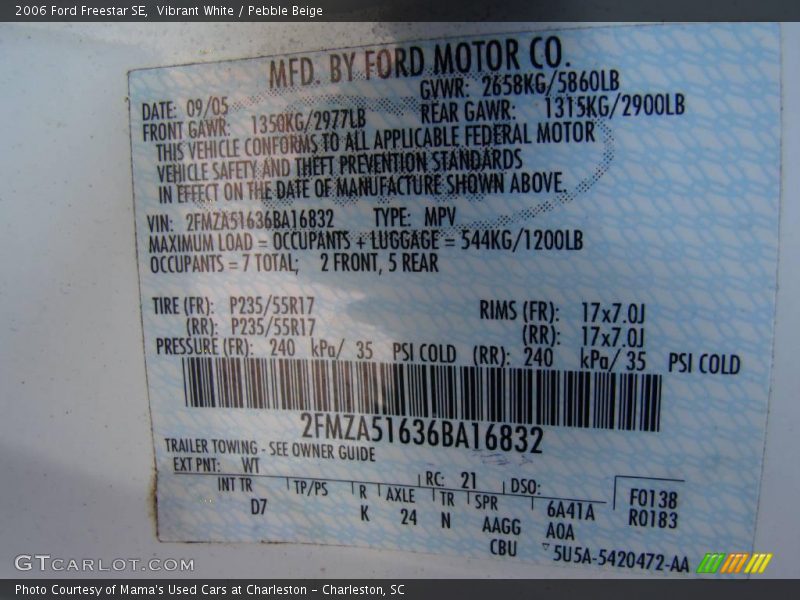 2006 Ford Freestar SE, Vibrant White / Pebble Beige
MFD. BY FORD MOTOR CO.
DATE: 09/05 GVWR: 2658KG/5860LB
FRONT GAWR: 1350KG/2977LB REAR GAWR: 1315KG/2900LB
THIS VEHICLE CONFORMS TO ALL APPLICABLE FEDERAL MOTOR
VEHICLE SAFETY AND THEFT PREVENTION STANDARDS
IN EFFECT ON THE DATE OF MANUFACTURE SHOWN ABOVE.
VIN: 2FMZA51636BA16832 TYPE: MPV
MAXIMUM LOAD = OCCUPANTS + LUGGAGE = 544KG/1200LB
OCCUPANTS = 7 TOTAL; 2 FRONT, 5 REAR
TIRE (FR): P235/55R17 RIMS (FR): 17x7.0J
(RR): P235/55R17 (RR): 17x7.0J
PRESSURE (FR): 240 kPa/ 35 PSI COLD (RR): 240 kPa/ 35 PSI COLD
2FMZA51636BA16832
TRAILER TOWING - SEE OWNER GUIDE
EXT PNT: WT RC: 21 DSO:
INT TR TP/PS R AXLE TR SPR 6A41A F0138
D7 K 24 N AAGG A0A R0183
CBU 5U5A-5420472-AA
GTCARLOT.COM
Photo Courtesy of Mama's Used Cars at Charleston - Charleston, SC